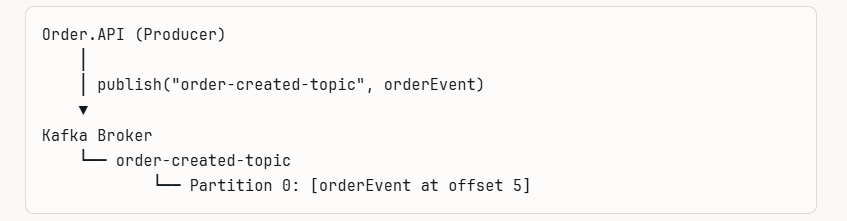 Order.API (Producer)
│
│ publish("order-created-topic", orderEvent)
▼
Kafka Broker
└── order-created-topic
└── Partition 0: [orderEvent at offset 5]